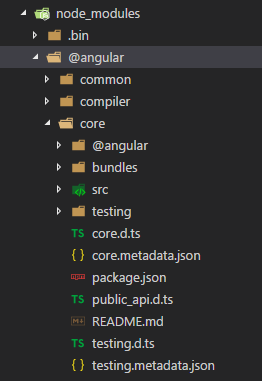 node_modules
.bin
@angular
common
compiler
core
@angular
bundles
src
testing
TS core.d.ts
{ } core.metadata.json
package.json
TS public_api.d.ts
README.md
TS testing.d.ts
{ } testing.metadata.json